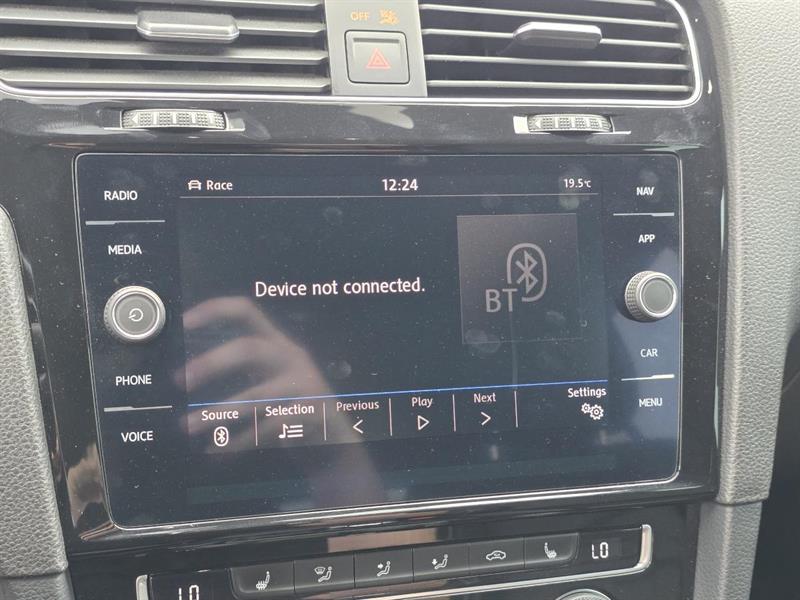 OFF
RADIO
MEDIA
PHONE
VOICE
Race 12:24 19.5°C
Device not connected.
BT
Source Selection Previous Play Next Settings
NAV
APP
CAR
MENU
LO LO